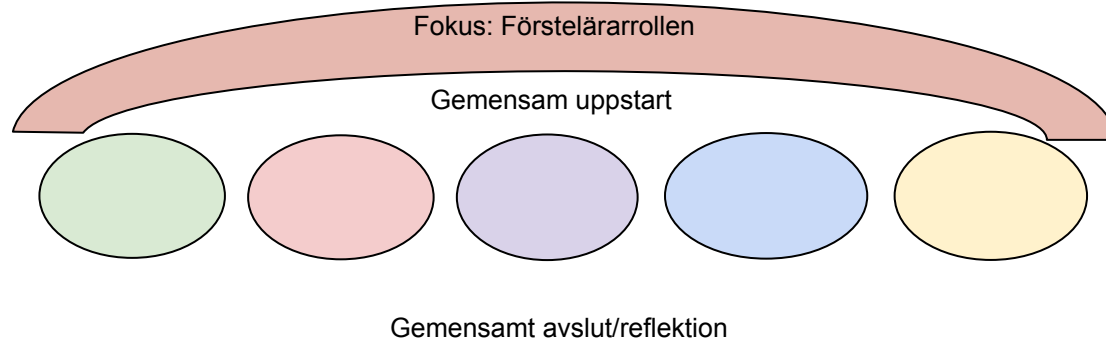 Fokus: Förstelärarrollen
Gemensam uppstart
Gemensamt avslut/reflektion